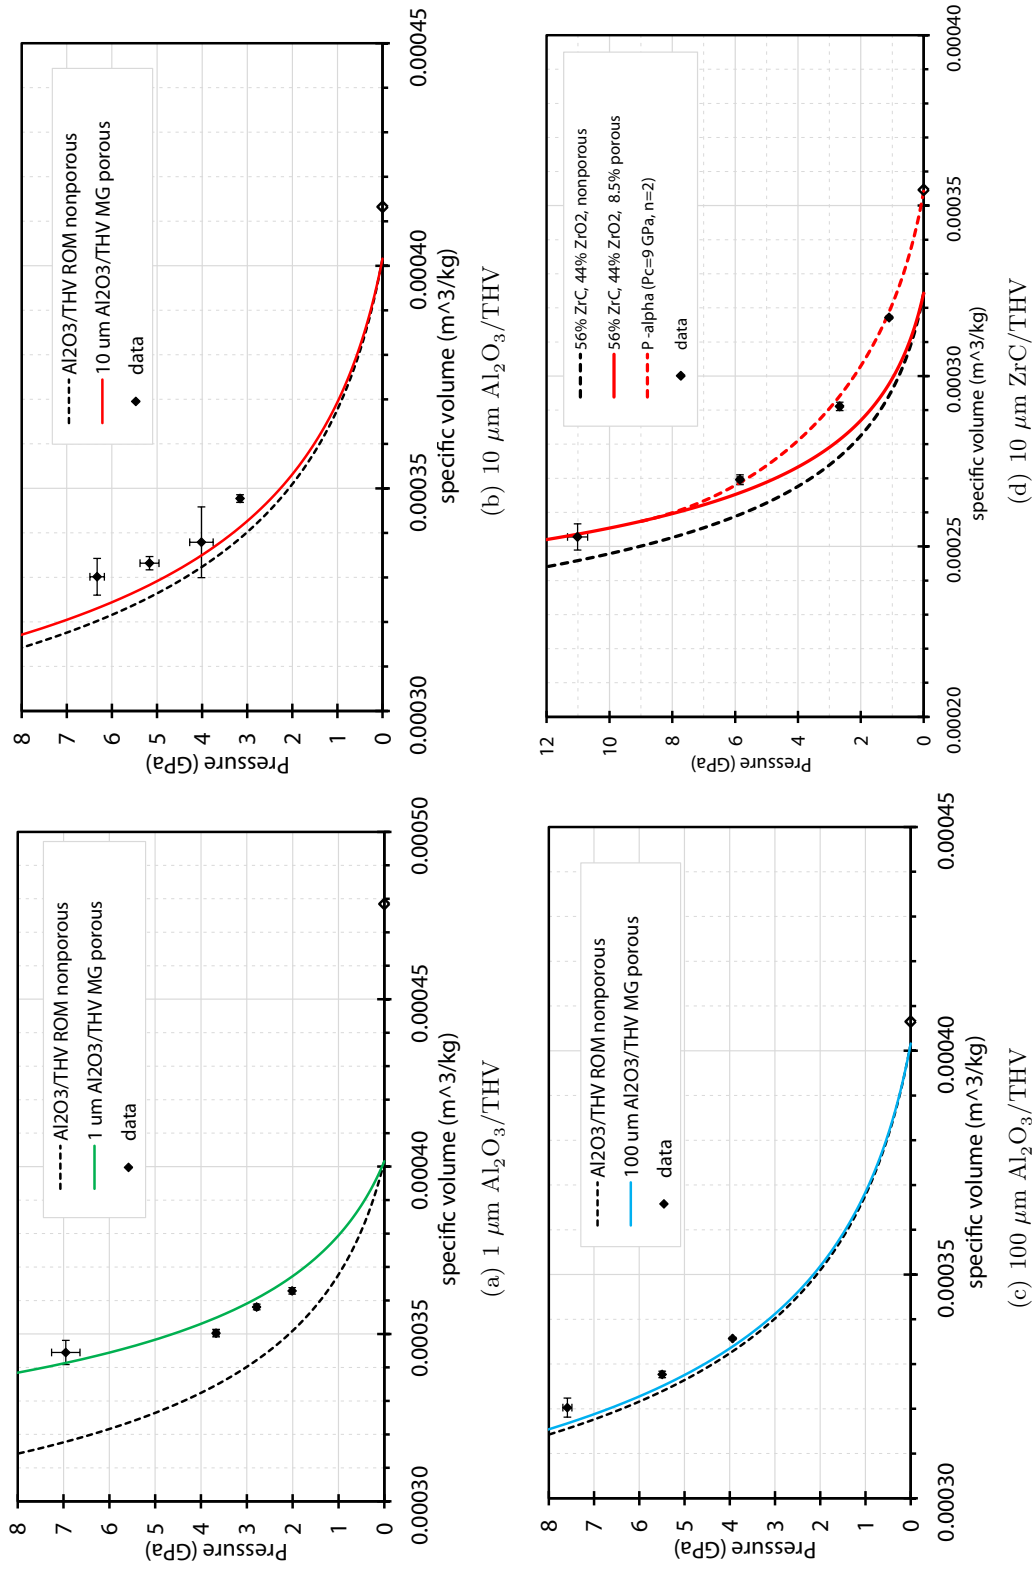 8
7
6
5
4
3
2
1
0
Pressure (GPa)
0.00030
0.00035
0.00040
0.00045
0.00050
specific volume (m^3/kg)
Al2O3/THV ROM nonporous
1 um Al2O3/THV MG porous
data
(a) 1 μm Al₂O₃/THV
8
7
6
5
4
3
2
1
0
Pressure (GPa)
0.00030
0.00035
0.00040
0.00045
specific volume (m^3/kg)
Al2O3/THV ROM nonporous
10 um Al2O3/THV MG porous
data
(b) 10 μm Al₂O₃/THV
8
7
6
5
4
3
2
1
0
Pressure (GPa)
0.00030
0.00035
0.00040
0.00045
specific volume (m^3/kg)
Al2O3/THV ROM nonporous
100 um Al2O3/THV MG porous
data
(c) 100 μm Al₂O₃/THV
12
10
8
6
4
2
0
Pressure (GPa)
0.00020
0.00025
0.00030
0.00035
0.00040
specific volume (m^3/kg)
56% ZrC, 44% ZrO2, nonporous
56% ZrC, 44% ZrO2, 8.5% porous
P-alpha (Pc=9 GPa, n=2)
data
(d) 10 μm ZrC/THV